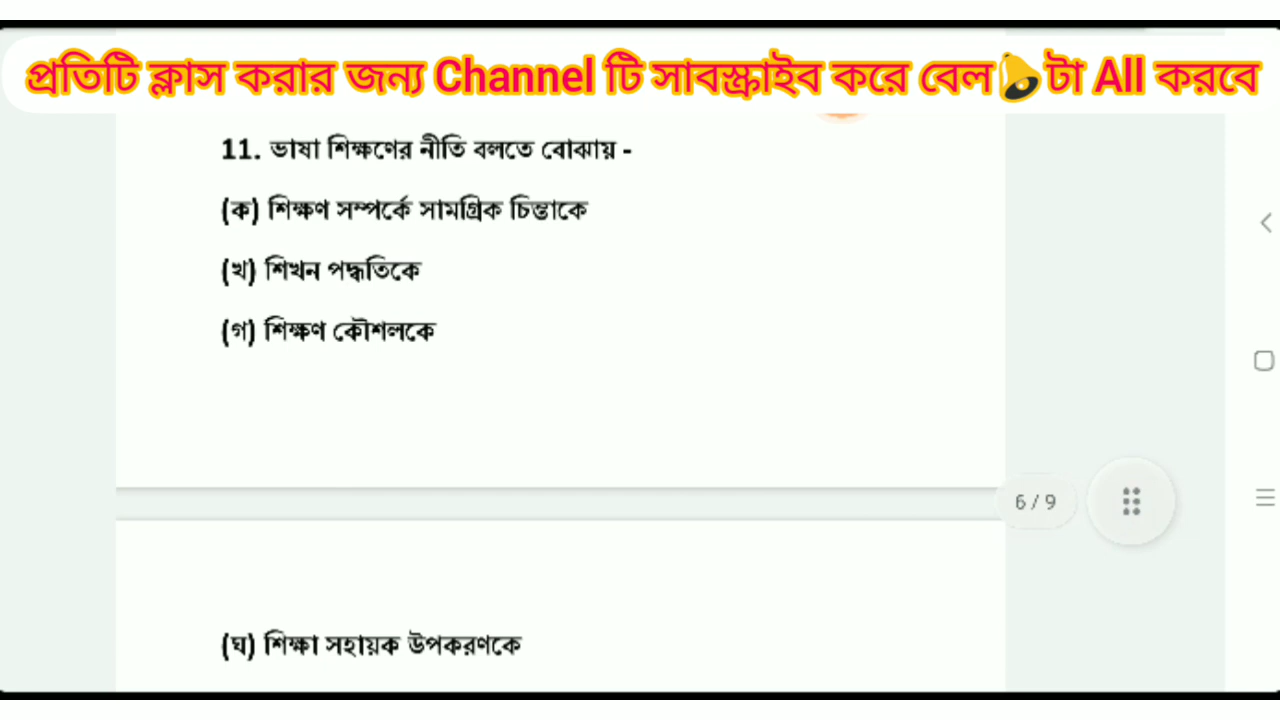 প্রতিটি ক্লাস করার জন্য Channel টি সাবস্ক্রাইব করে বেল🔔টা All করবে
11. ভাষা শিক্ষণের নীতি বলতে বোঝায় -
(ক) শিক্ষণ সম্পর্কে সামগ্রিক চিন্তাকে
(খ) শিখন পদ্ধতিকে
(গ) শিক্ষণ কৌশলকে
6 / 9
(ঘ) শিক্ষা সহায়ক উপকরণকে